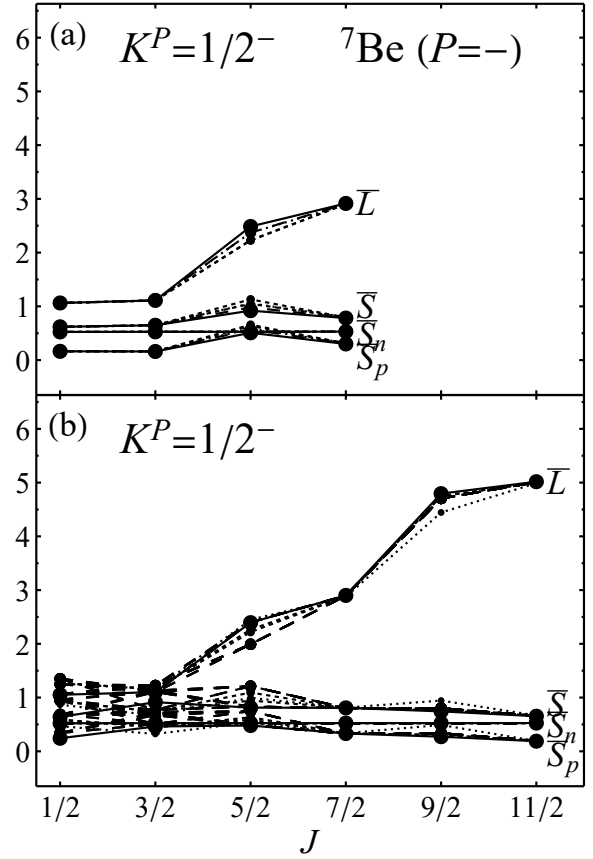 (a) K^P=1/2^- ^7Be (P=−)
6
5
4
3
2
1
0
L̅
S̅
S̅_n
S̅_p
(b) K^P=1/2^-
6
5
4
3
2
1
0
L̅
S̅
S̅_n
S̅_p
1/2 3/2 5/2 7/2 9/2 11/2
J